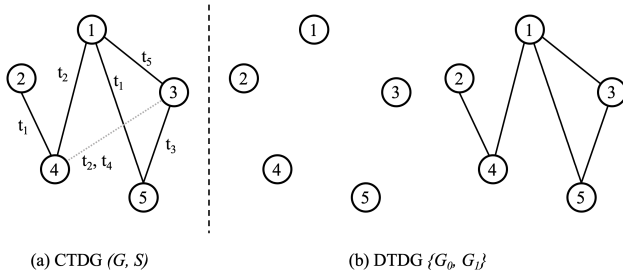 1
t₅
2
t₂
t₁
3
t₁
t₃
4
t₂, t₄
5
(a) CTDG (G, S)
1
2
3
4
5
1
2
3
4
5
(b) DTDG {G₀, G₁}